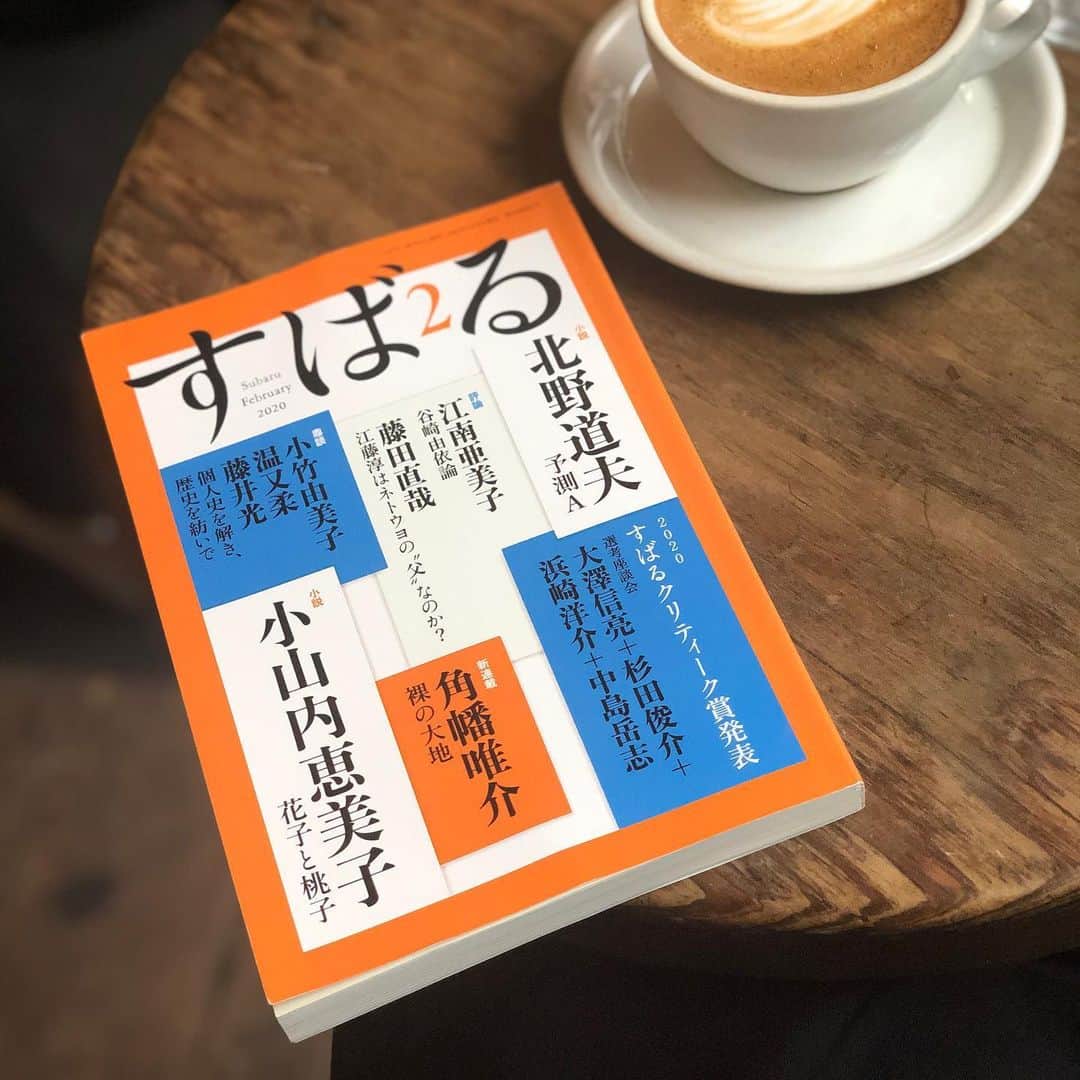 すばる
2
Subaru
February
2020
小説
北野道夫
予測A
評論
江南亜美子
谷崎由依論
藤田直哉
江藤淳はネトウヨの〝父〟なのか？
鼎談
小竹由美子
温又柔
藤井光
個人史を解き、
歴史を紡いで
2020
すばるクリティーク賞発表
選考座談会
大澤信亮＋杉田俊介＋
浜崎洋介＋中島岳志
新連載
角幡唯介
裸の大地
小説
小山内恵美子
花子と桃子